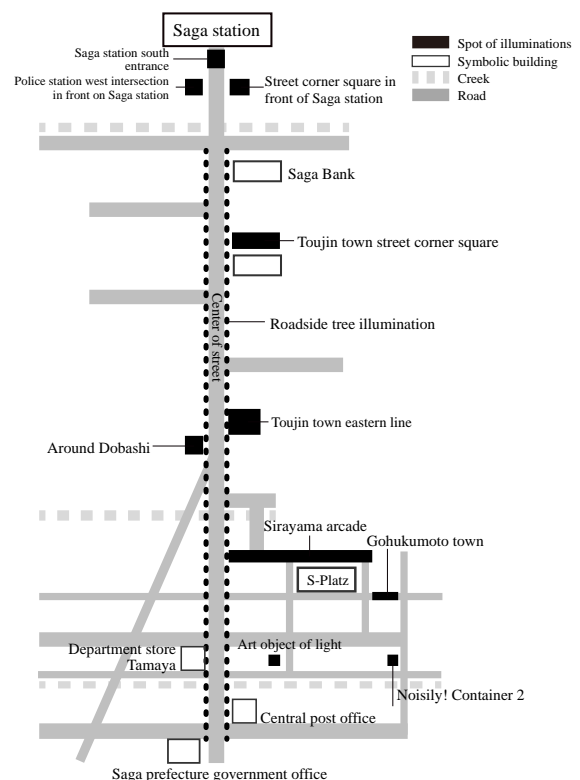 Saga station
Saga station south
entrance
Police station west intersection
in front on Saga station
Street corner square in
front of Saga station
Spot of illuminations
Symbolic building
Creek
Road
Saga Bank
Toujin town street corner square
Center of street
Roadside tree illumination
Toujin town eastern line
Around Dobashi
Sirayama arcade
Gohukumoto town
S-Platz
Department store
Tamaya
Art object of light
Noisily! Container 2
Central post office
Saga prefecture government office